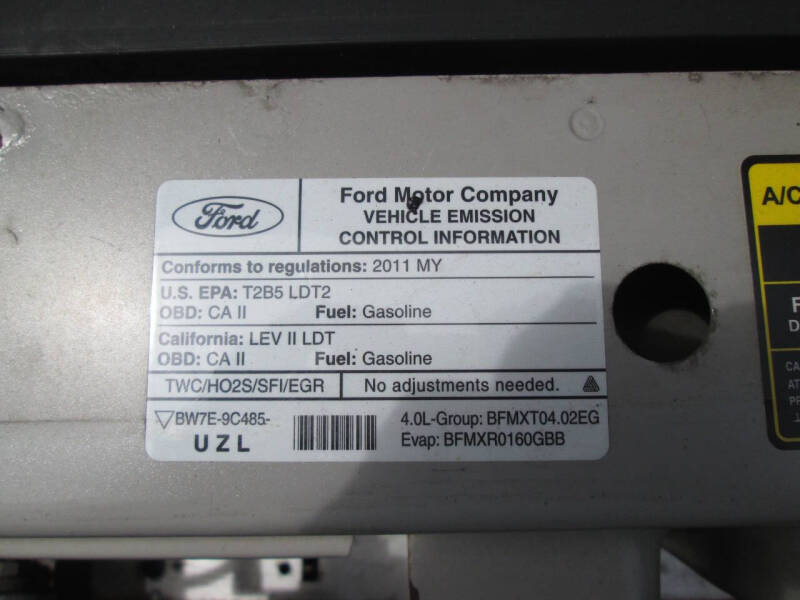 Ford
Ford Motor Company
VEHICLE EMISSION
CONTROL INFORMATION
Conforms to regulations: 2011 MY
U.S. EPA: T2B5 LDT2
OBD: CA II Fuel: Gasoline
California: LEV II LDT
OBD: CA II Fuel: Gasoline
TWC/HO2S/SFI/EGR No adjustments needed.
BW7E-9C485- 4.0L-Group: BFMXT04.02EG
UZL Evap: BFMXR0160GBB
A/C